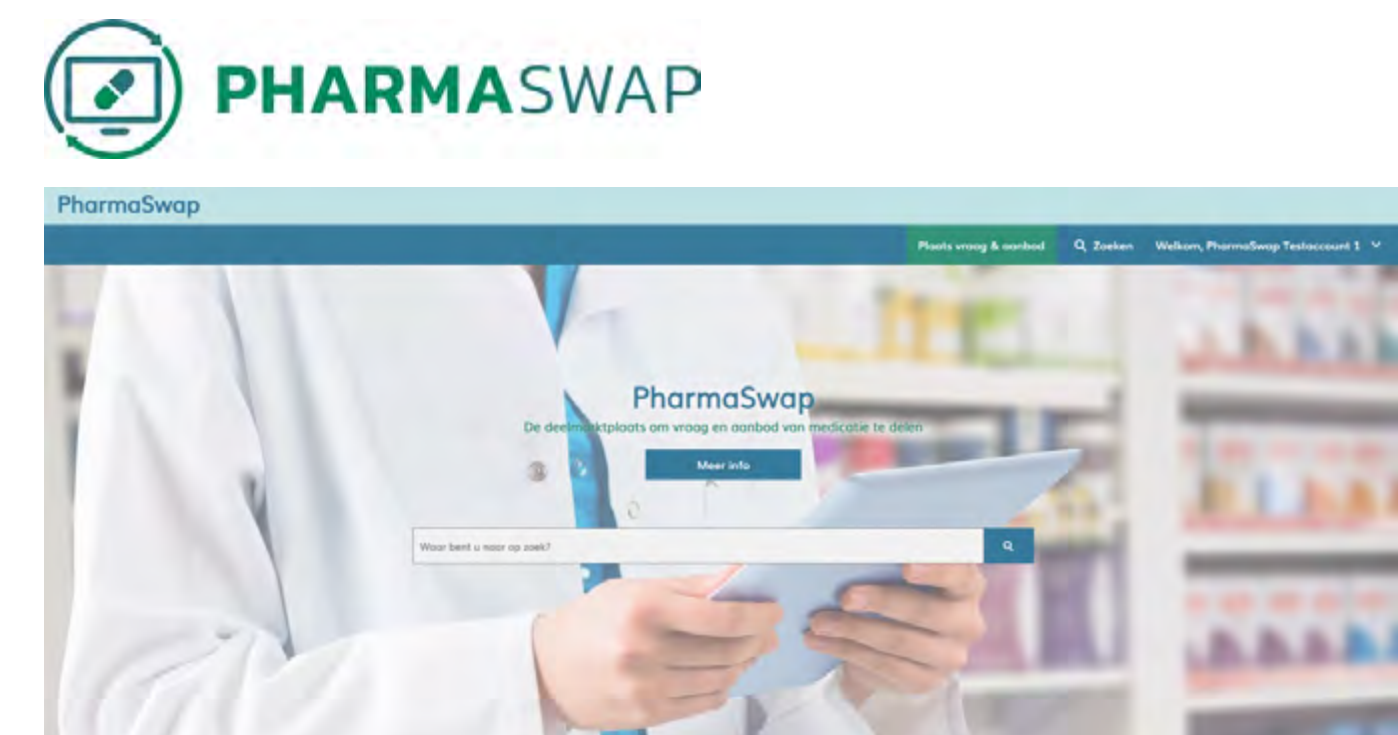 PHARMASWAP
PharmaSwap
Plaats vraag & aanbod Zoeken Welkom, PharmaSwap Testaccount 1
PharmaSwap
De deelmarktplaats om vraag en aanbod van medicatie te delen
Meer info
Waar bent u naar op zoek?